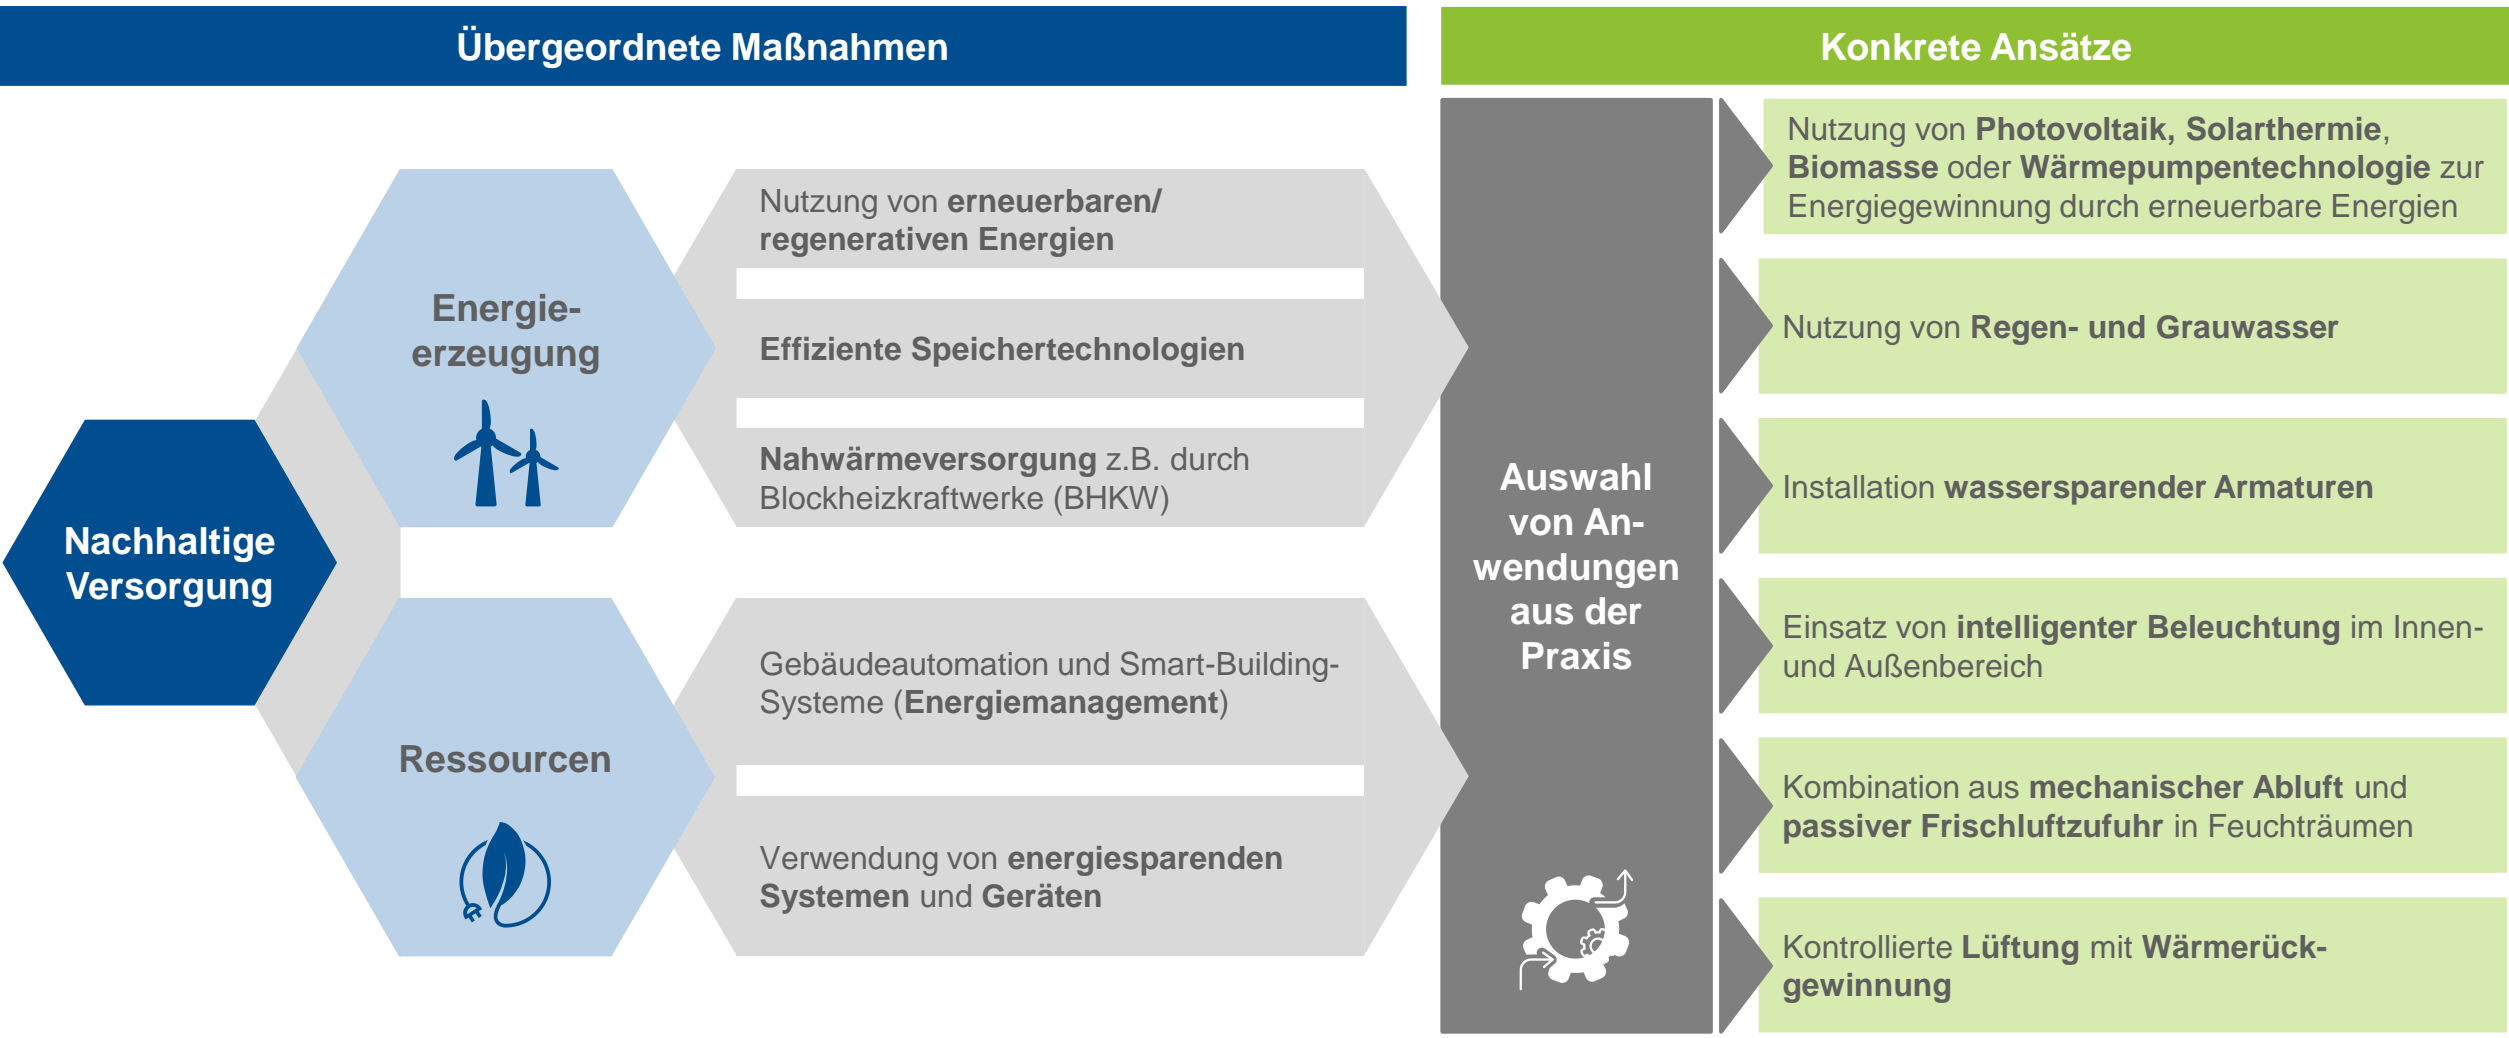 Übergeordnete Maßnahmen
Konkrete Ansätze
Nachhaltige
Versorgung
Energie-
erzeugung
Nutzung von erneuerbaren/
regenerativen Energien
Effiziente Speichertechnologien
Nahwärmeversorgung z.B. durch
Blockheizkraftwerke (BHKW)
Ressourcen
Gebäudeautomation und Smart-Building-
Systeme (Energiemanagement)
Verwendung von energiesparenden
Systemen und Geräten
Auswahl
von An-
wendungen
aus der
Praxis
Nutzung von Photovoltaik, Solarthermie,
Biomasse oder Wärmepumpentechnologie zur
Energiegewinnung durch erneuerbare Energien
Nutzung von Regen- und Grauwasser
Installation wassersparender Armaturen
Einsatz von intelligenter Beleuchtung im Innen-
und Außenbereich
Kombination aus mechanischer Abluft und
passiver Frischluftzufuhr in Feuchträumen
Kontrollierte Lüftung mit Wärmerück-
gewinnung